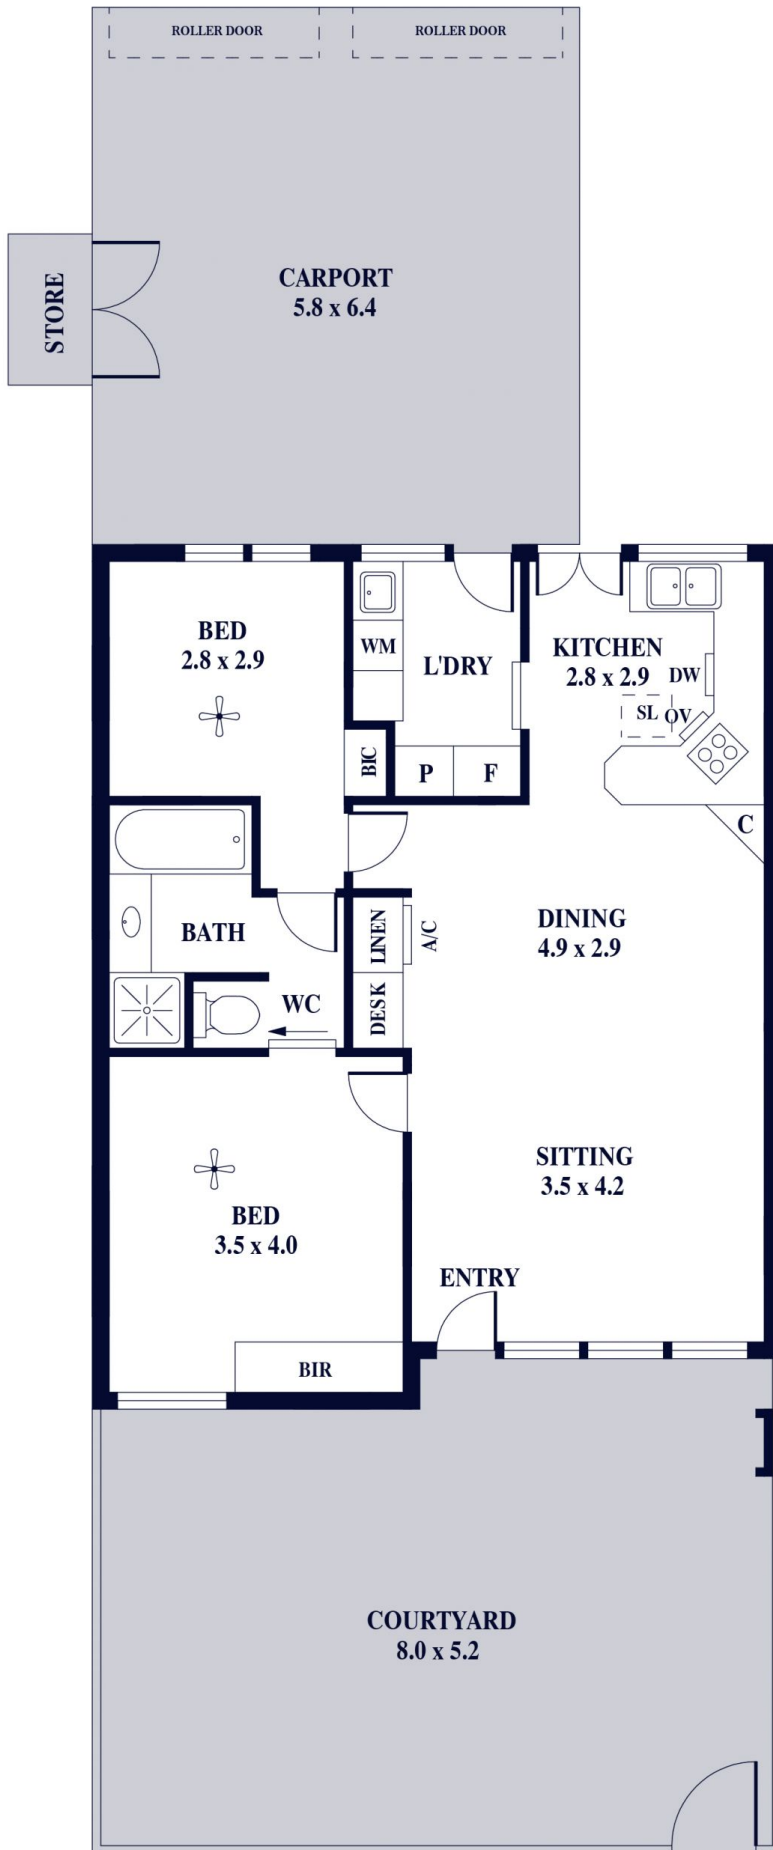 ROLLER DOOR
ROLLER DOOR
CARPORT
5.8 x 6.4
STORE
BED
2.8 x 2.9
BIC
WM
L'DRY
P
F
KITCHEN
2.8 x 2.9
DW
SL
OV
C
BATH
WC
LINEN
DESK
A/C
DINING
4.9 x 2.9
SITTING
3.5 x 4.2
BED
3.5 x 4.0
BIR
ENTRY
COURTYARD
8.0 x 5.2